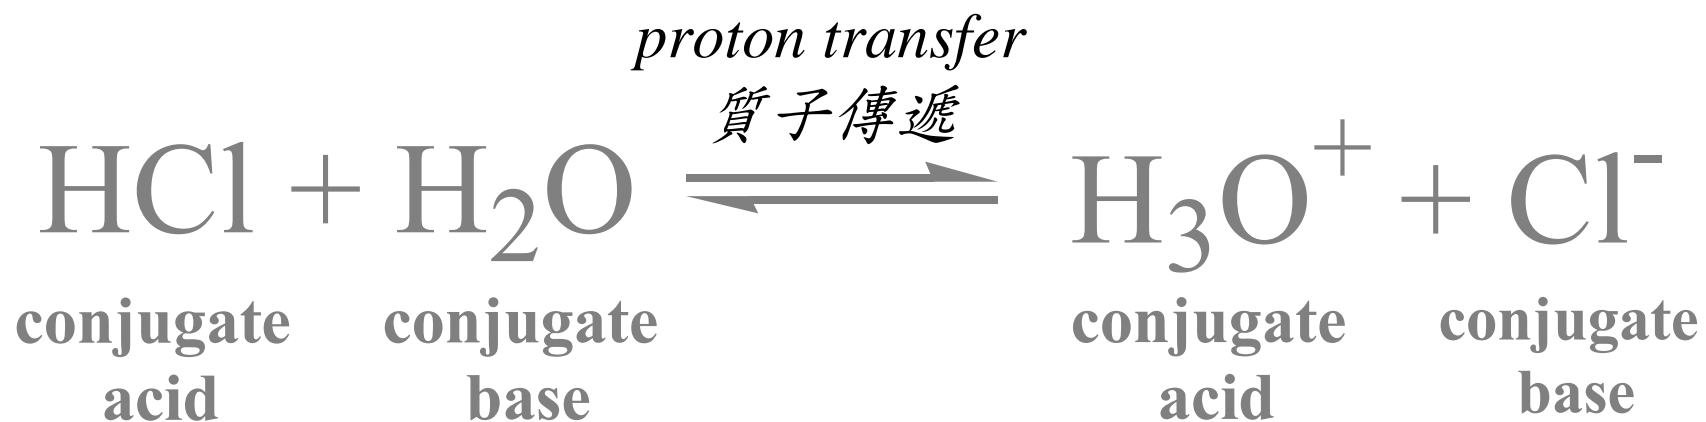 proton transfer
質子傳遞
HCl + H₂O ⇌ H₃O⁺ + Cl⁻
conjugate conjugate conjugate conjugate
acid base acid base